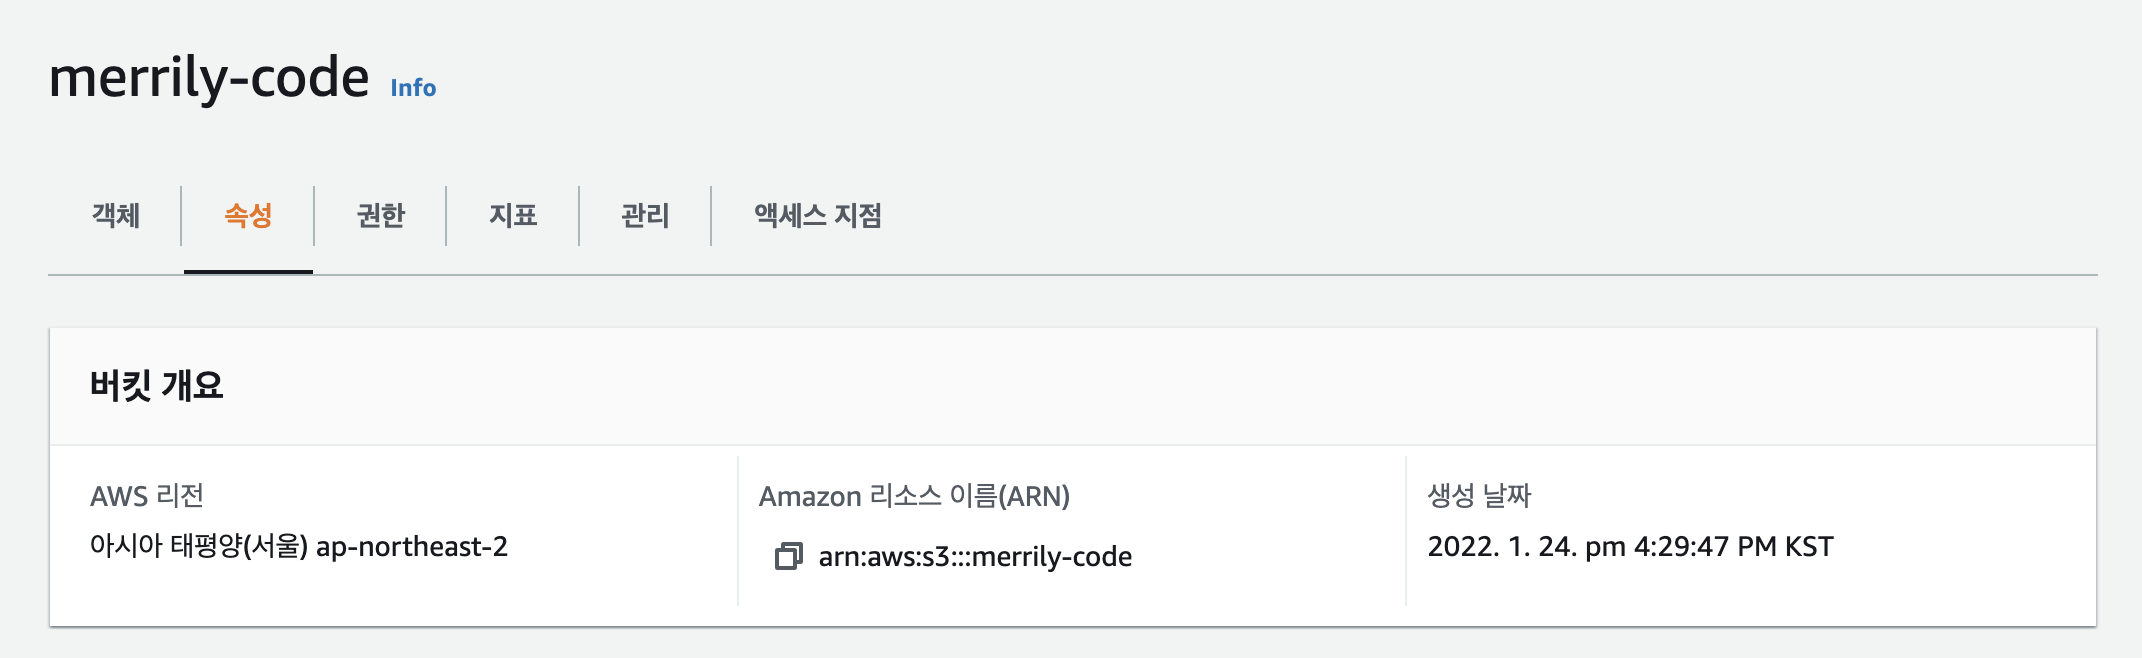 merrily-code Info
객체 속성 권한 지표 관리 액세스 지점
버킷 개요
AWS 리전
아시아 태평양(서울) ap-northeast-2
Amazon 리소스 이름(ARN)
arn:aws:s3:::merrily-code
생성 날짜
2022. 1. 24. pm 4:29:47 PM KST